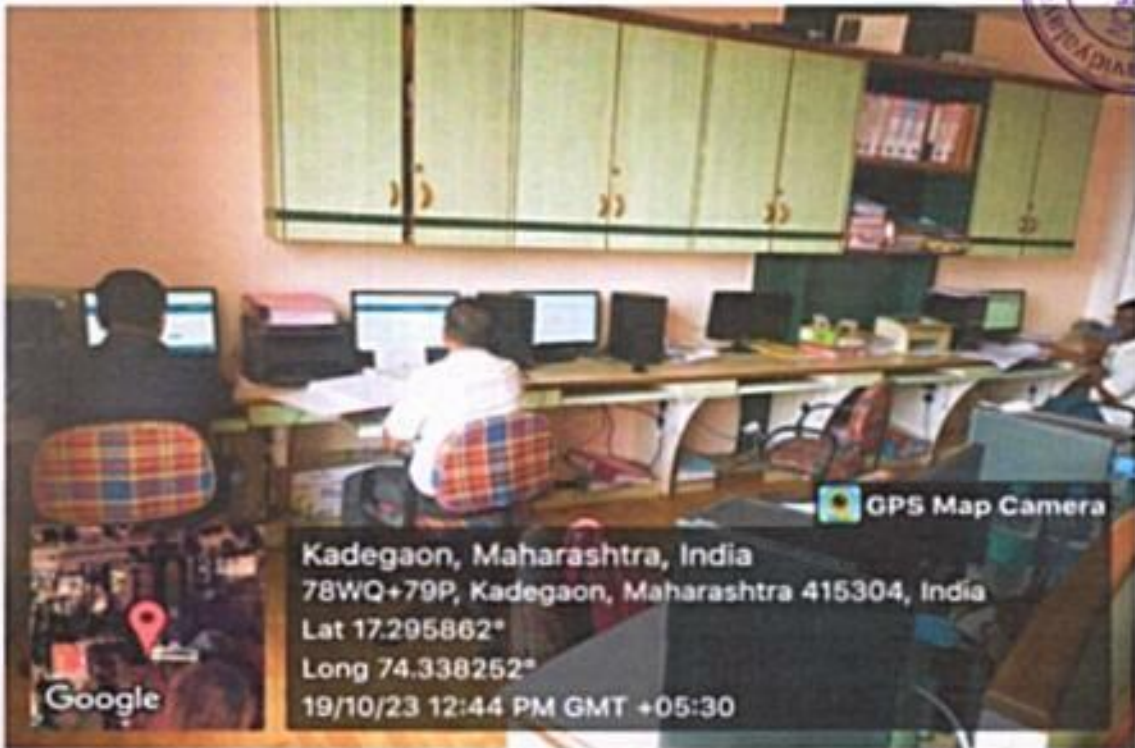 GPS Map Camera
Kadegaon, Maharashtra, India
78WQ+79P, Kadegaon, Maharashtra 415304, India
Lat 17.295862°
Long 74.338252°
19/10/23 12:44 PM GMT +05:30
Google